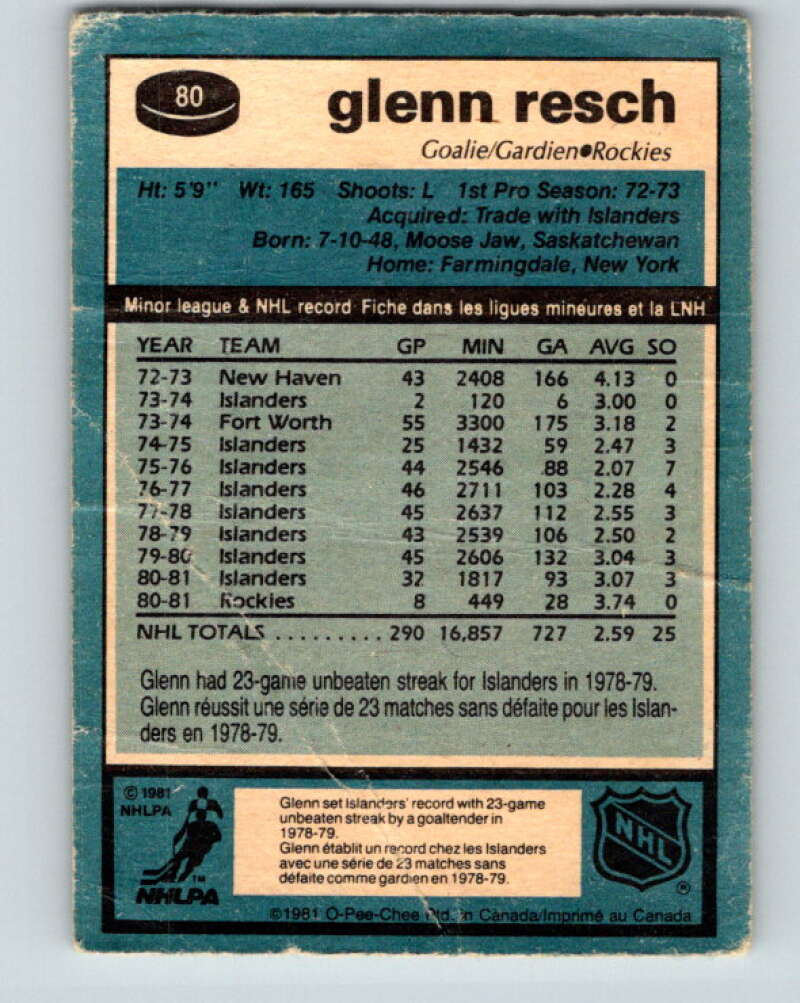 80
glenn resch
Goalie/Gardien●Rockies
Ht: 5'9" Wt: 165 Shoots: L 1st Pro Season: 72-73
Acquired: Trade with Islanders
Born: 7-10-48, Moose Jaw, Saskatchewan
Home: Farmingdale, New York
Minor league & NHL record Fiche dans les ligues mineures et la LNH
YEAR TEAM GP MIN GA AVG SO
72-73 New Haven 43 2408 166 4.13 0
73-74 Islanders 2 120 6 3.00 0
73-74 Fort Worth 55 3300 175 3.18 2
74-75 Islanders 25 1432 59 2.47 3
75-76 Islanders 44 2546 88 2.07 7
76-77 Islanders 46 2711 103 2.28 4
77-78 Islanders 45 2637 112 2.55 3
78-79 Islanders 43 2539 106 2.50 2
79-80 Islanders 45 2606 132 3.04 3
80-81 Islanders 32 1817 93 3.07 3
80-81 Rockies 8 449 28 3.74 0
NHL TOTALS ......... 290 16,857 727 2.59 25
Glenn had 23-game unbeaten streak for Islanders in 1978-79.
Glenn réussit une série de 23 matches sans défaite pour les Islan-
ders en 1978-79.
© 1981
NHLPA
TM
NHLPA
Glenn set Islanders' record with 23-game
unbeaten streak by a goaltender in
1978-79.
Glenn établit un record chez les Islanders
avec une série de 23 matches sans
défaite comme gardien en 1978-79.
NHL
®
©1981 O-Pee-Chee Ltd. in Canada/Imprimé au Canada